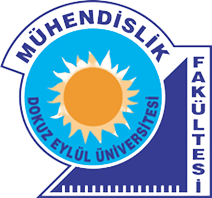 MÜHENDİSLİK
FAKÜLTESİ
DOKUZ EYLÜL ÜNİVERSİTESİ